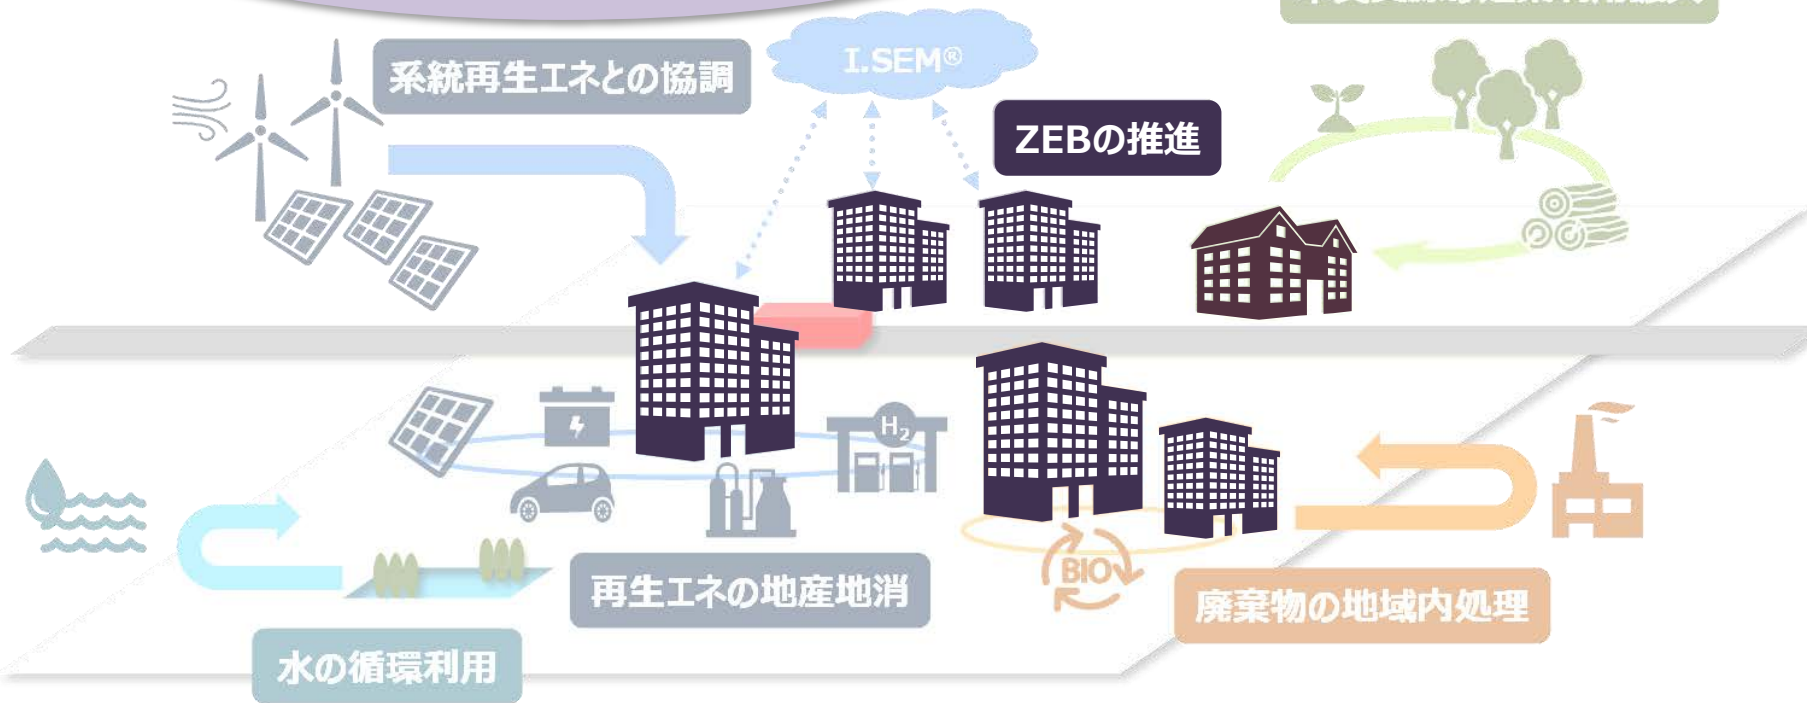 系統再生エネとの協調
I.SEM®
ZEBの推進
H₂
BIO
再生エネの地産地消
廃棄物の地域内処理
水の循環利用